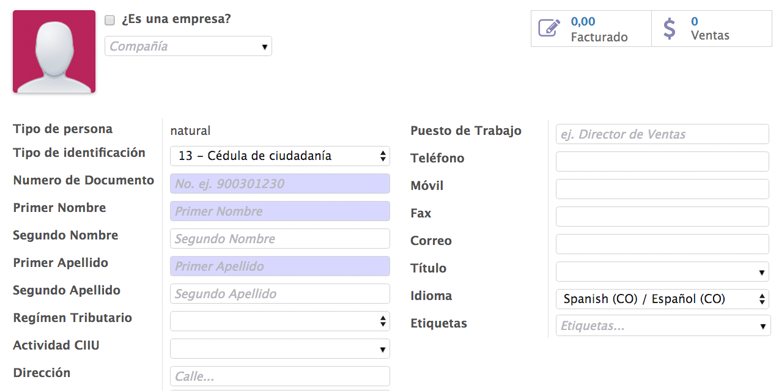 ¿Es una empresa?
Compañía
0,00
Facturado
0
Ventas
Tipo de persona
natural
Tipo de identificación
13 - Cédula de ciudadanía
Numero de Documento
No. ej. 900301230
Primer Nombre
Primer Nombre
Segundo Nombre
Segundo Nombre
Primer Apellido
Primer Apellido
Segundo Apellido
Segundo Apellido
Regímen Tributario
Actividad CIIU
Dirección
Calle...
Puesto de Trabajo
ej. Director de Ventas
Teléfono
Móvil
Fax
Correo
Título
Idioma
Spanish (CO) / Español (CO)
Etiquetas
Etiquetas...